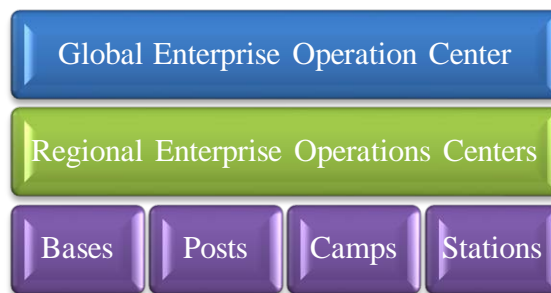 Global Enterprise Operation Center
Regional Enterprise Operations Centers
Bases Posts Camps Stations